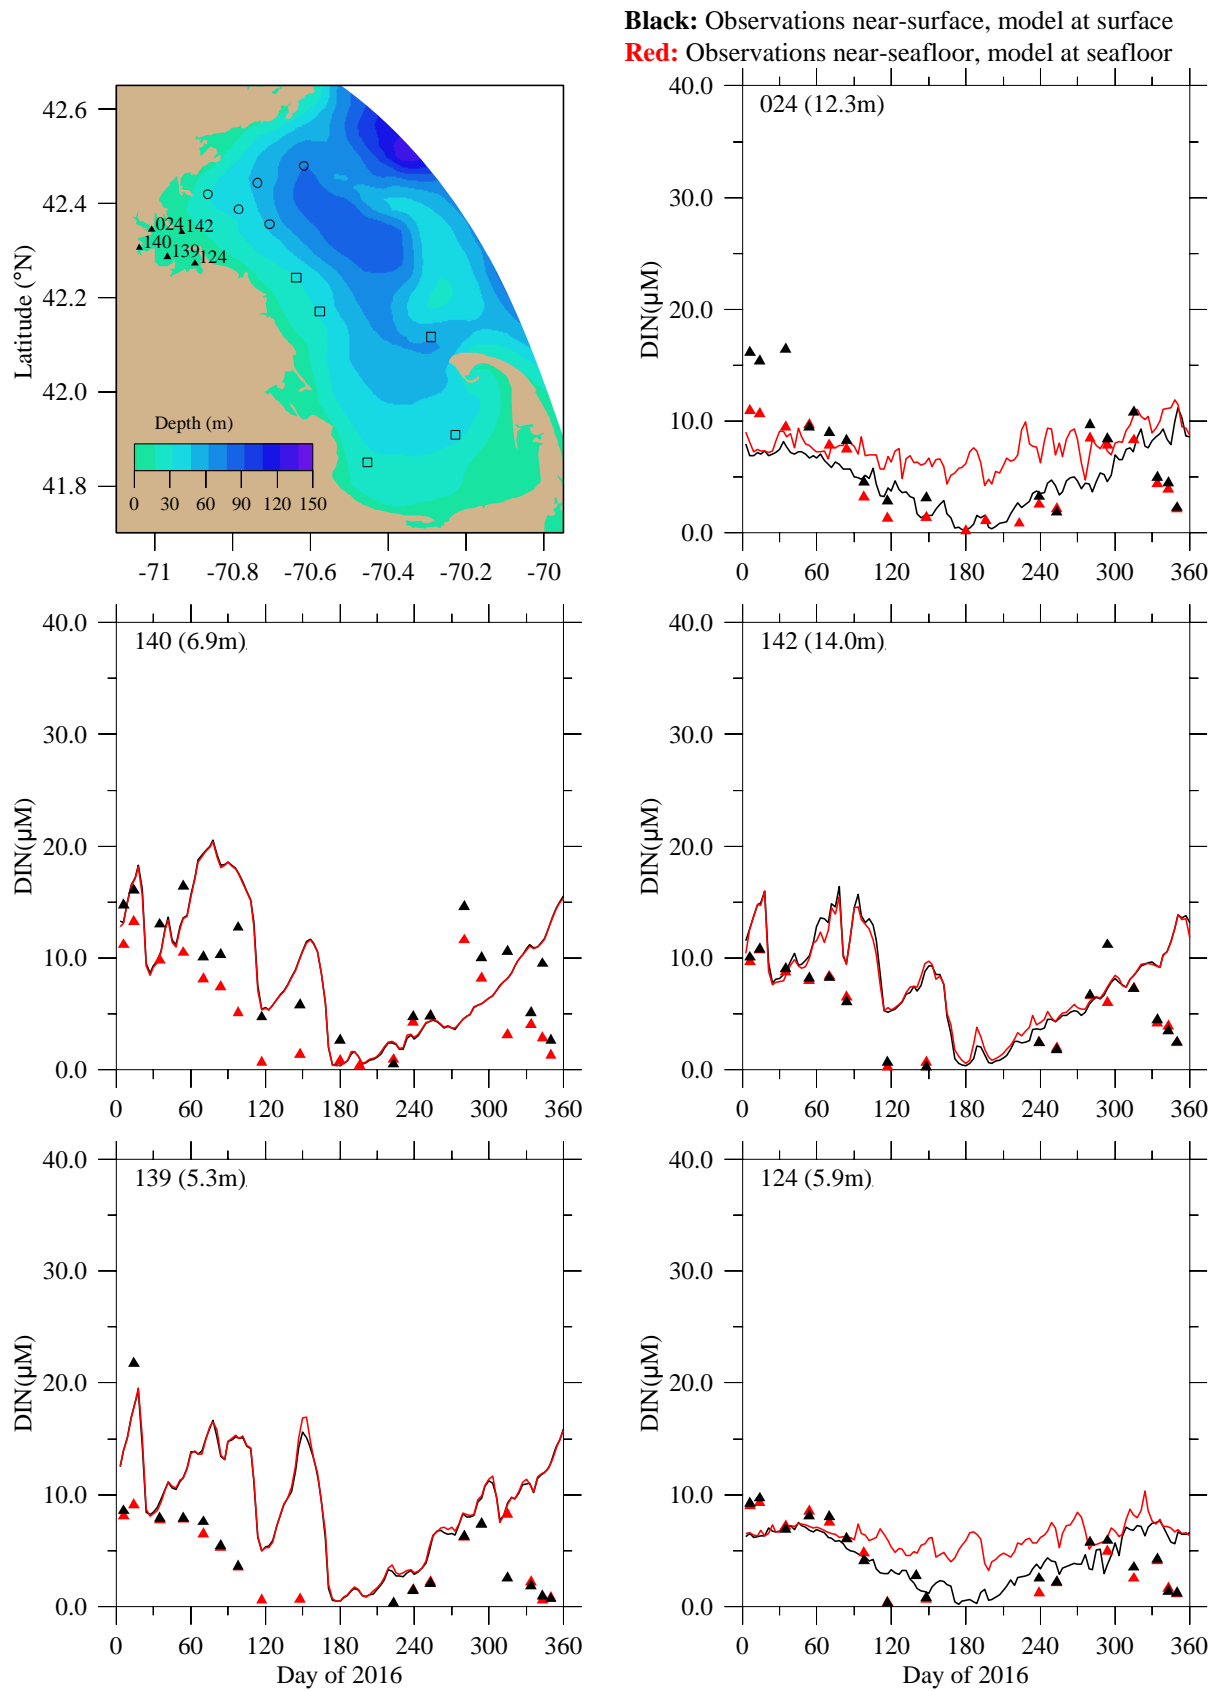 Black: Observations near-surface, model at surface
Red: Observations near-seafloor, model at seafloor
42.6
42.4
42.2
42.0
41.8
Latitude (°N)
024
142
140
139
124
Depth (m)
0 30 60 90 120 150
-71 -70.8 -70.6 -70.4 -70.2 -70
024 (12.3m)
40.0
30.0
20.0
10.0
0.0
DIN(µM)
0 60 120 180 240 300 360
140 (6.9m)
40.0
30.0
20.0
10.0
0.0
DIN(µM)
0 60 120 180 240 300 360
142 (14.0m)
40.0
30.0
20.0
10.0
0.0
DIN(µM)
0 60 120 180 240 300 360
139 (5.3m)
40.0
30.0
20.0
10.0
0.0
DIN(µM)
0 60 120 180 240 300 360
Day of 2016
124 (5.9m)
40.0
30.0
20.0
10.0
0.0
DIN(µM)
0 60 120 180 240 300 360
Day of 2016